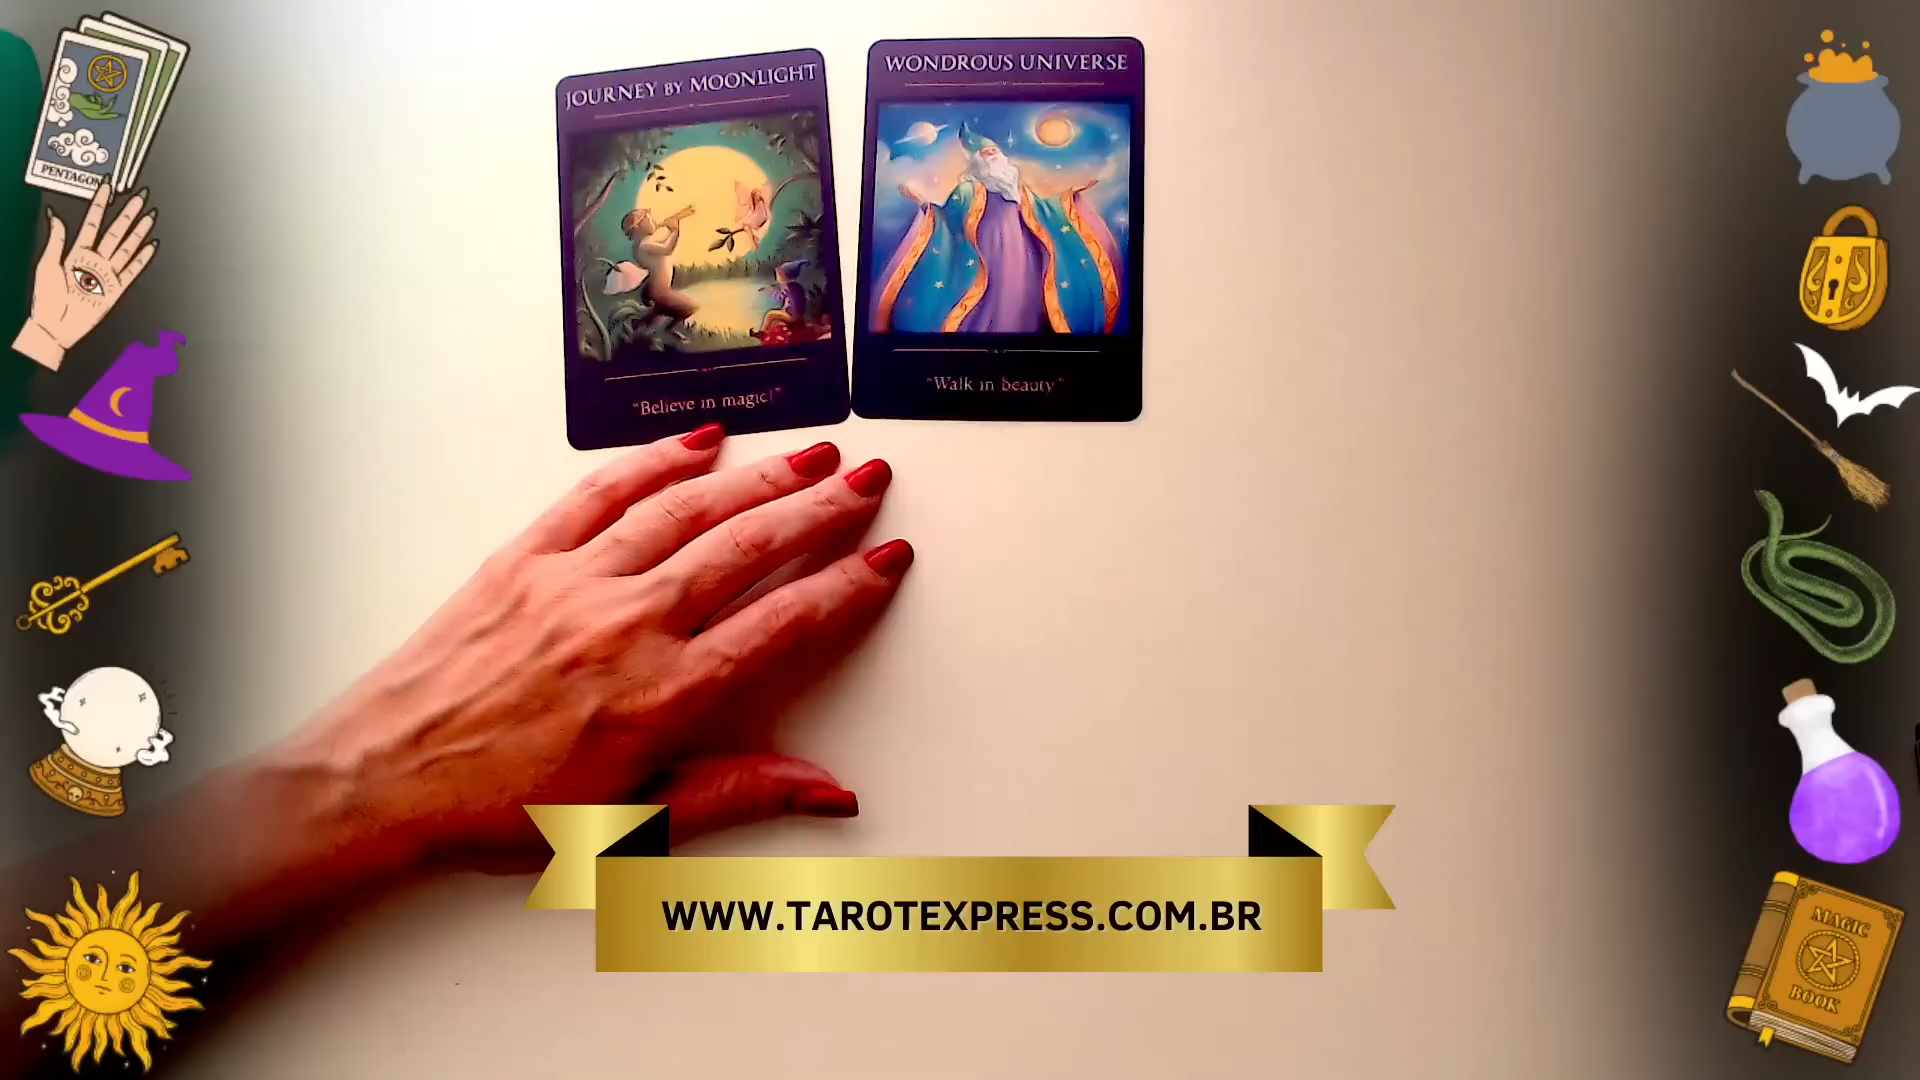 JOURNEY BY MOONLIGHT
"Believe in magic!"
WONDROUS UNIVERSE
"Walk in beauty"
PENTAGON
WWW.TAROTEXPRESS.COM.BR
MAGIC
BOOK